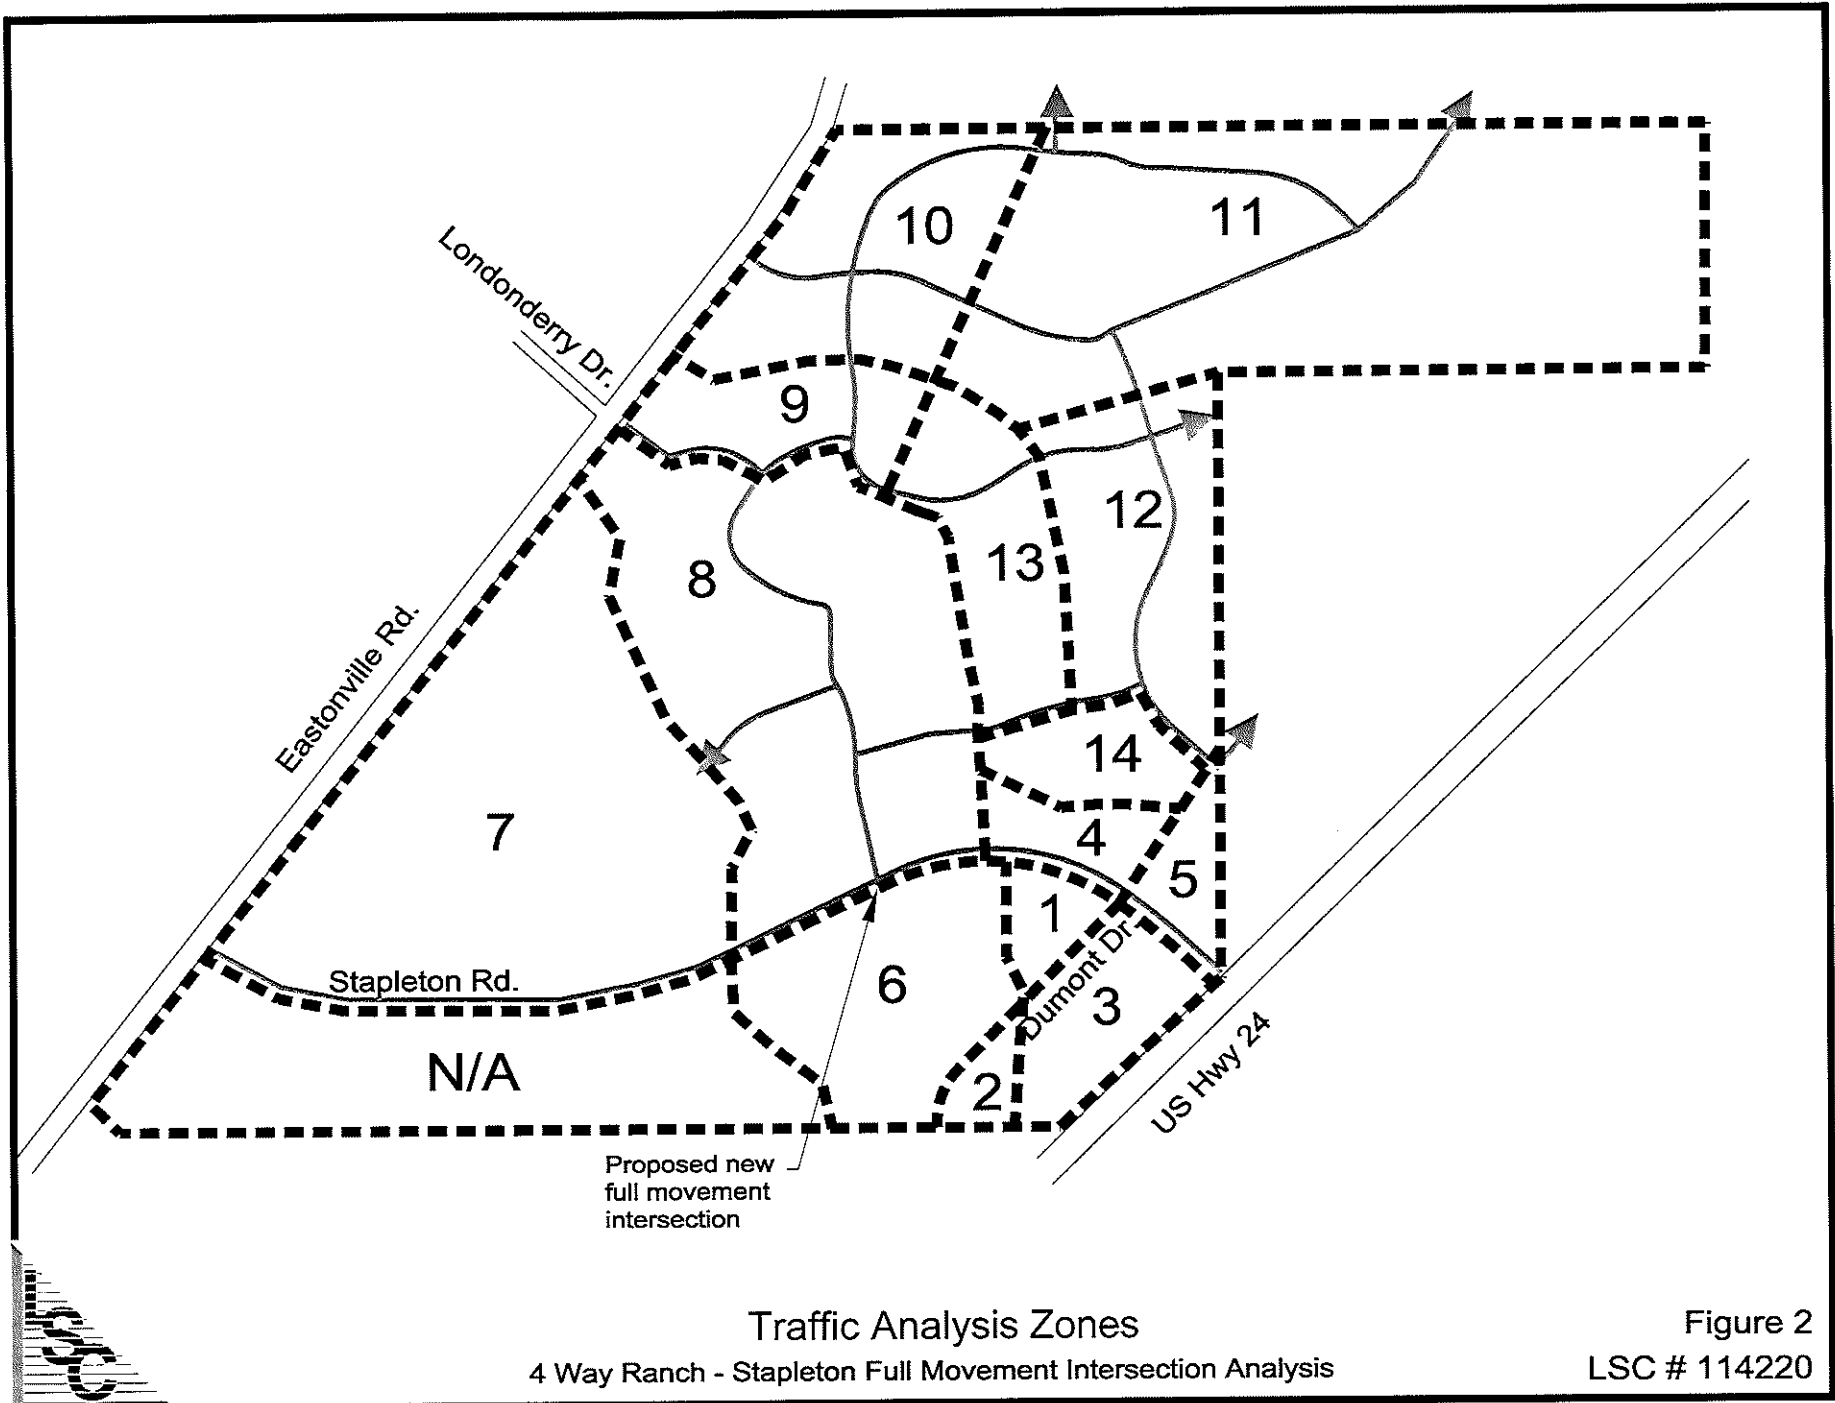 10
11
Londonderry Dr.
9
12
13
8
Eastonville Rd.
14
7
4
5
1
Dumont Dr.
Stapleton Rd.
6
3
N/A
2
US Hwy 24
Proposed new
full movement
intersection
LSC
Traffic Analysis Zones
4 Way Ranch - Stapleton Full Movement Intersection Analysis
Figure 2
LSC # 114220